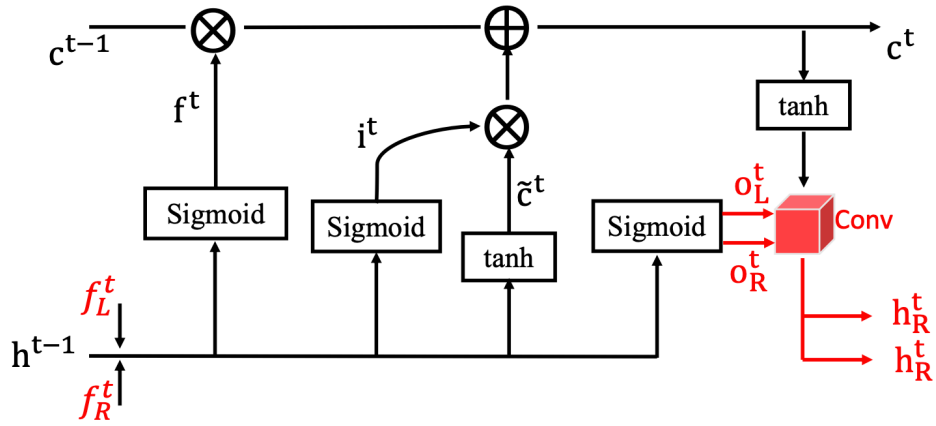 c^{t-1}
c^t
f^t
i^t
c̃^t
tanh
Sigmoid
Sigmoid
tanh
Sigmoid
o_L^t
o_R^t
Conv
f_L^t
h^{t-1}
f_R^t
h_R^t
h_R^t